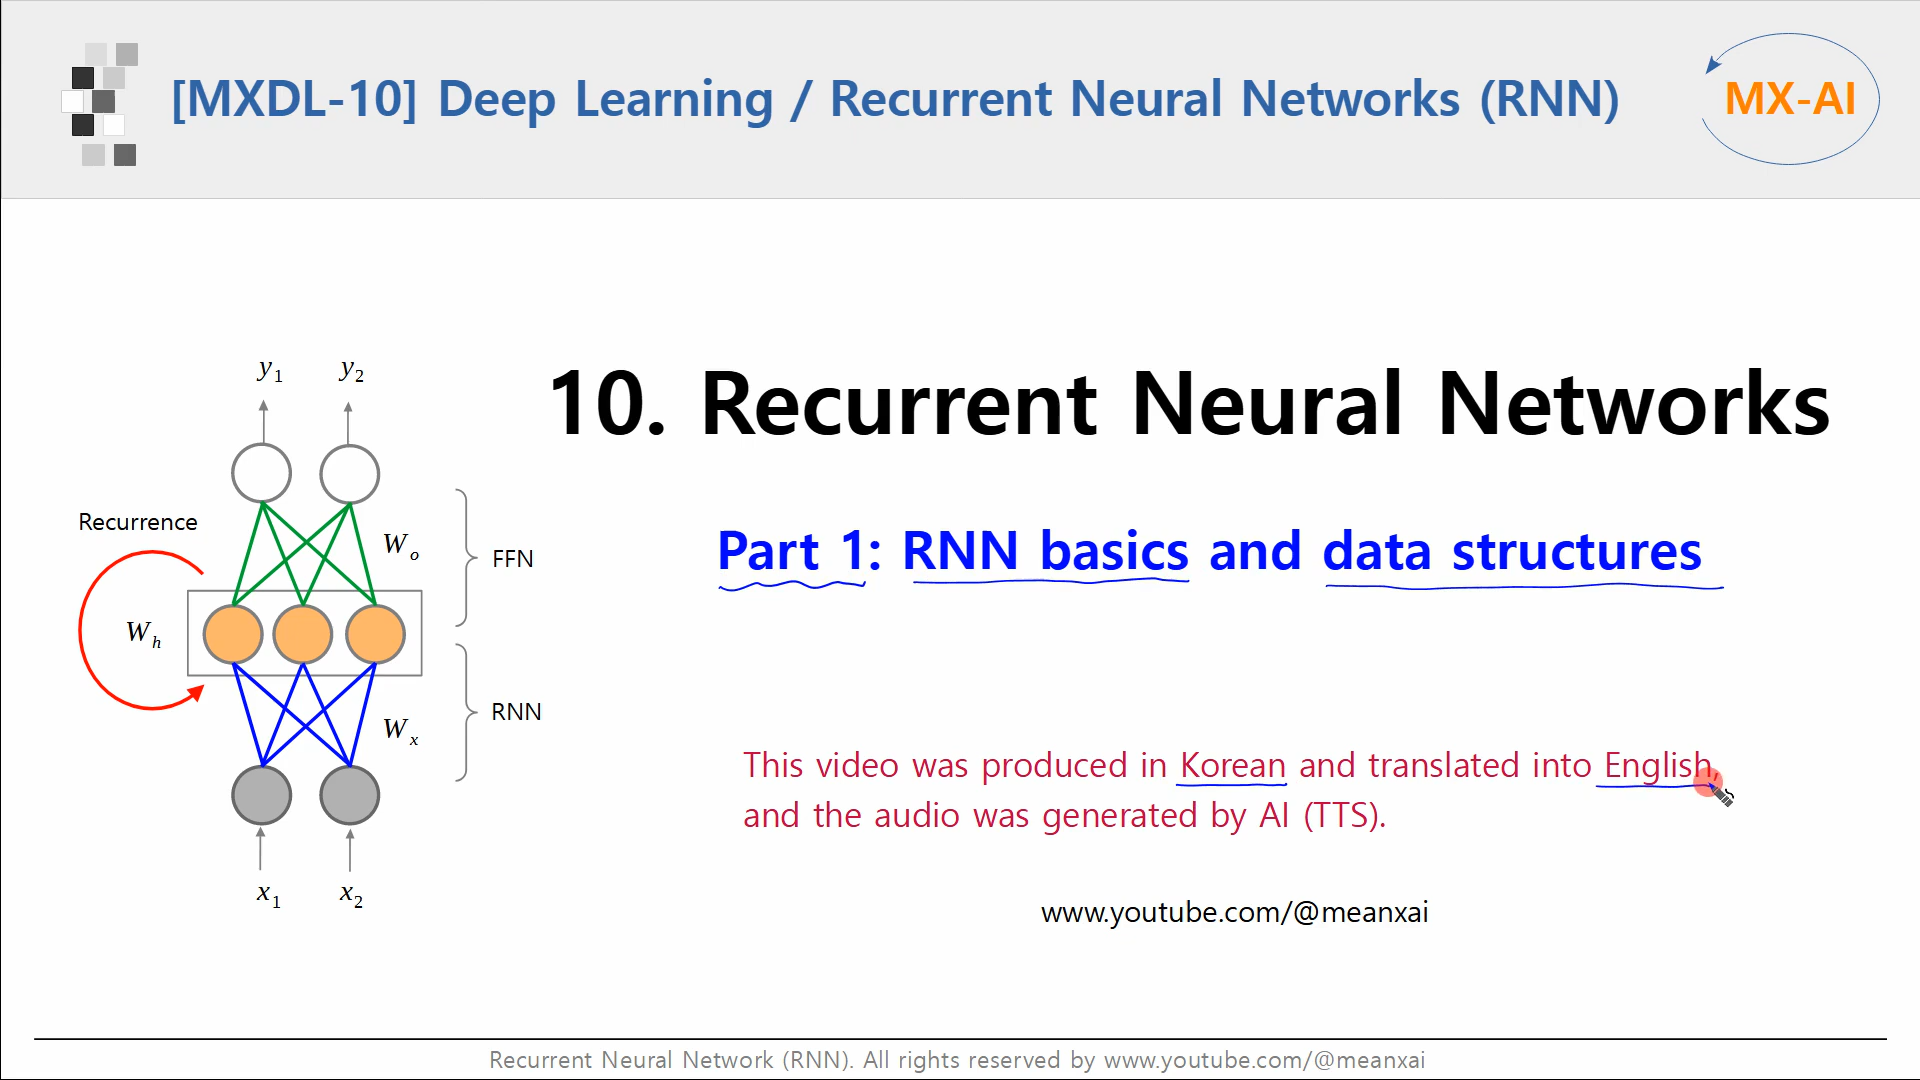 [MXDL-10] Deep Learning / Recurrent Neural Networks (RNN)
MX-AI
10. Recurrent Neural Networks
Part 1: RNN basics and data structures
This video was produced in Korean and translated into English,
and the audio was generated by AI (TTS).
www.youtube.com/@meanxai
y1 y2
Recurrence
Wo
FFN
Wh
Wx
RNN
x1 x2
Recurrent Neural Network (RNN). All rights reserved by www.youtube.com/@meanxai